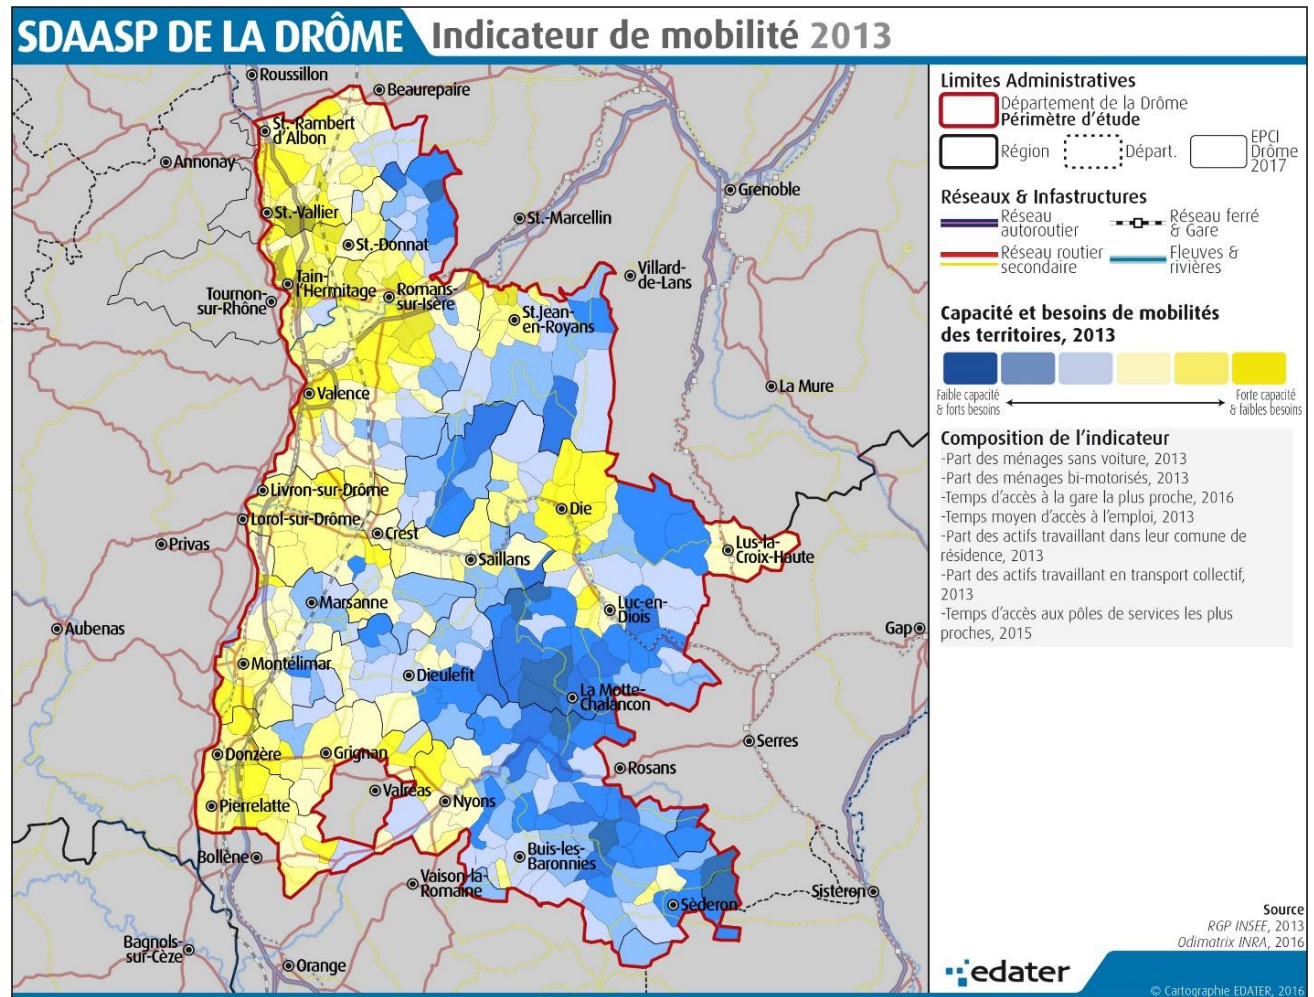 SDAASP DE LA DRÔME
Indicateur de mobilité 2013
Roussillon
Beaurepaire
St.-Rambert
d'Albon
Annonay
Grenoble
St.-Vallier
St.-Marcellin
St.-Donnat
Villard-
de-Lans
Tain-
l'Hermitage
Tournon-
sur-Rhône
Romans-
sur-Isère
St.Jean-
en-Royans
La Mure
Valence
Livron-sur-Drôme
Die
Lorol-sur-Drôme
Crest
Privas
Saillans
Lus-la-
Croix-Haute
Marsanne
Luc-en-
Diois
Aubenas
Gap
Montélimar
Dieulefit
La Motte-
Chalancon
Serres
Donzère
Grignan
Rosans
Valréas
Pierrelatte
Nyons
Bollène
Buis-les-
Baronnies
Vaison-la-
Romaine
Sisteron
Sèderon
Bagnols-
sur-Cèze
Orange
Limites Administratives
Département de la Drôme
Périmètre d'étude
Région
Départ.
EPCI
Drôme
2017
Réseaux & Infastructures
Réseau
autoroutier
Réseau ferré
& Gare
Réseau routier
secondaire
Fleuves &
rivières
Capacité et besoins de mobilités
des territoires, 2013
Faible capacité
& forts besoins
Forte capacité
& faibles besoins
Composition de l'indicateur
-Part des ménages sans voiture, 2013
-Part des ménages bi-motorisés, 2013
-Temps d'accès à la gare la plus proche, 2016
-Temps moyen d'accès à l'emploi, 2013
-Part des actifs travaillant dans leur comune de
résidence, 2013
-Part des actifs travaillant en transport collectif,
2013
-Temps d'accès aux pôles de services les plus
proches, 2015
Source
RGP INSEE, 2013
Odimatrix INRA, 2016
edater
© Cartographie EDATER, 2016